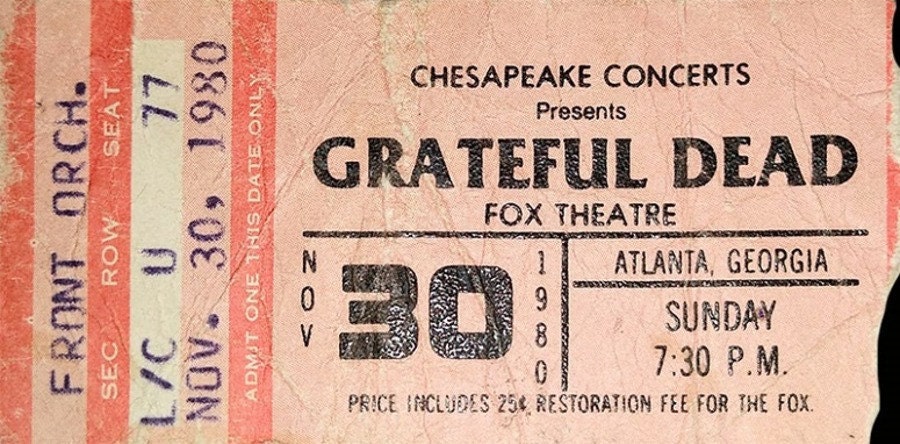 FRONT ORCH.
SEC ROW SEAT
L/C U 77
NOV. 30, 1980
ADMIT ONE THIS DATE ONLY
CHESAPEAKE CONCERTS
Presents
GRATEFUL DEAD
FOX THEATRE
NOV 30 1980
ATLANTA, GEORGIA
SUNDAY
7:30 P.M.
PRICE INCLUDES 25¢ RESTORATION FEE FOR THE FOX.